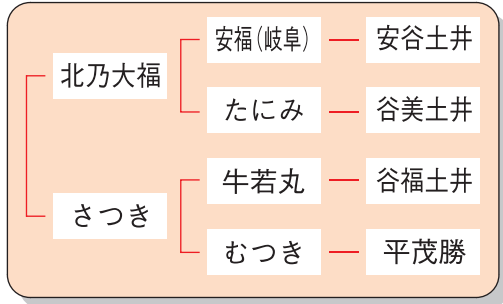 北乃大福
さつき
安福(岐阜)
たにみ
牛若丸
むつき
安谷土井
谷美土井
谷福土井
平茂勝